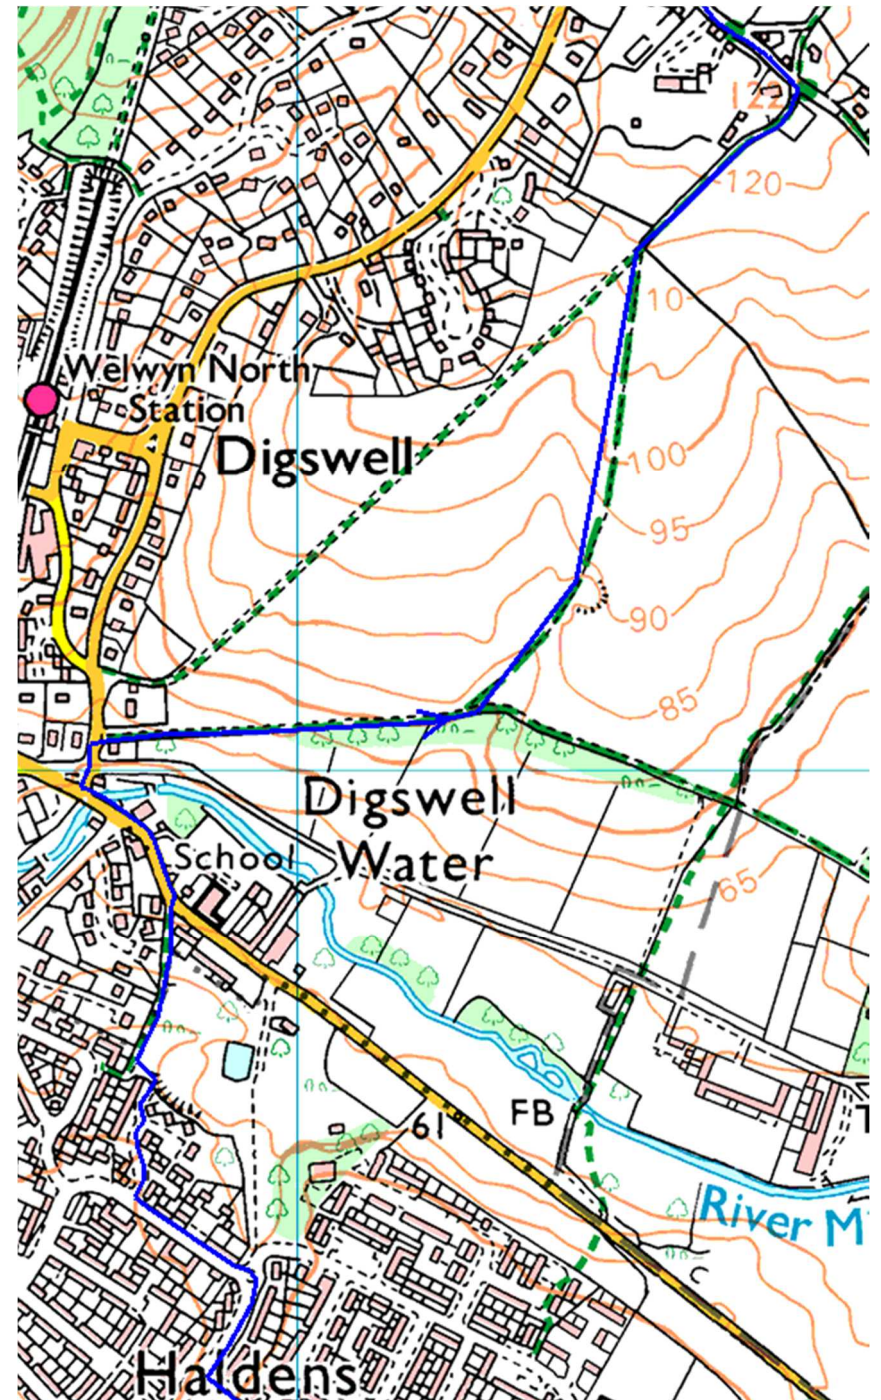 122
120
10
Welwyn North
Station
Digswell
100
95
90
85
Digswell
Water
School
65
61
FB
River M
Haldens